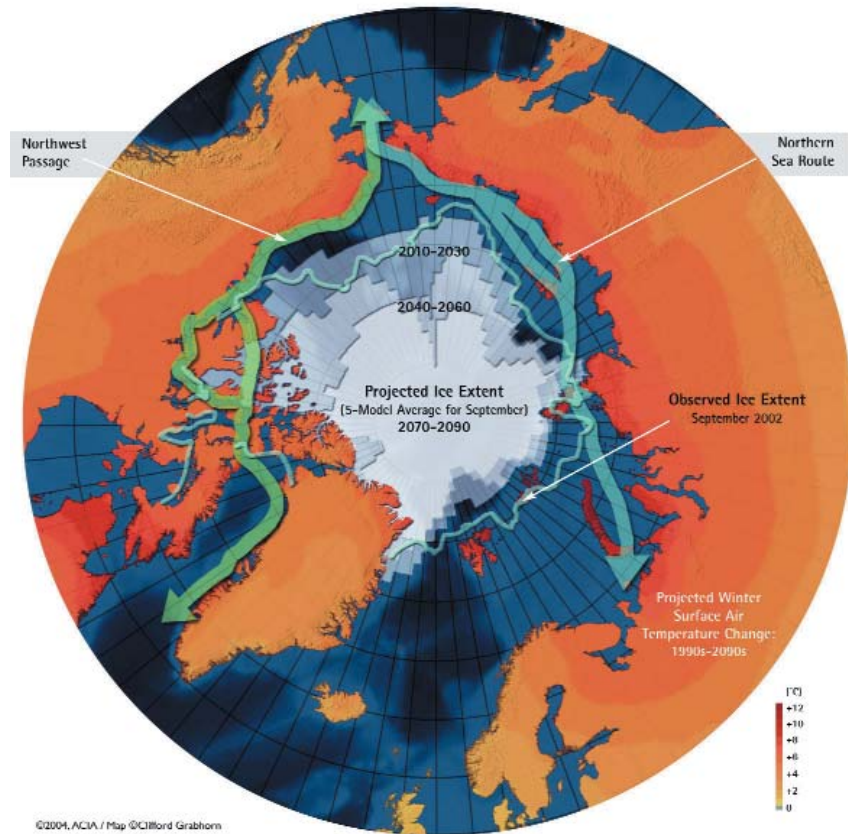 Northwest
Passage
Northern
Sea Route
2010–2030
2040–2060
Projected Ice Extent
(5-Model Average for September)
2070–2090
Observed Ice Extent
September 2002
Projected Winter
Surface Air
Temperature Change:
1990s–2090s
[°C]
+12
+10
+8
+6
+4
+2
0
©2004, ACIA / Map ©Clifford Grabhorn